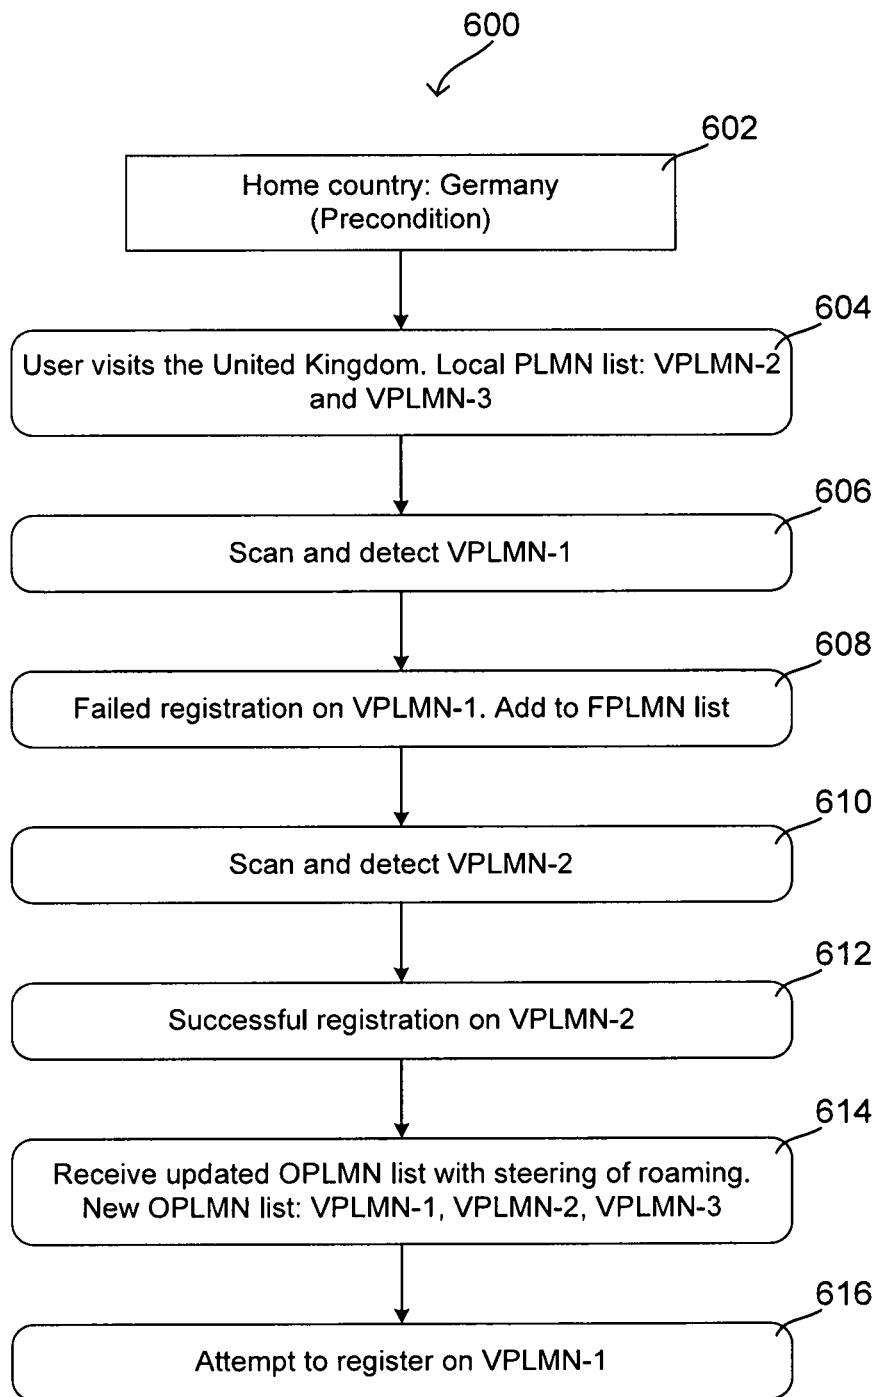 600
602
Home country: Germany
(Precondition)
604
User visits the United Kingdom. Local PLMN list: VPLMN-2
and VPLMN-3
606
Scan and detect VPLMN-1
608
Failed registration on VPLMN-1. Add to FPLMN list
610
Scan and detect VPLMN-2
612
Successful registration on VPLMN-2
614
Receive updated OPLMN list with steering of roaming.
New OPLMN list: VPLMN-1, VPLMN-2, VPLMN-3
616
Attempt to register on VPLMN-1